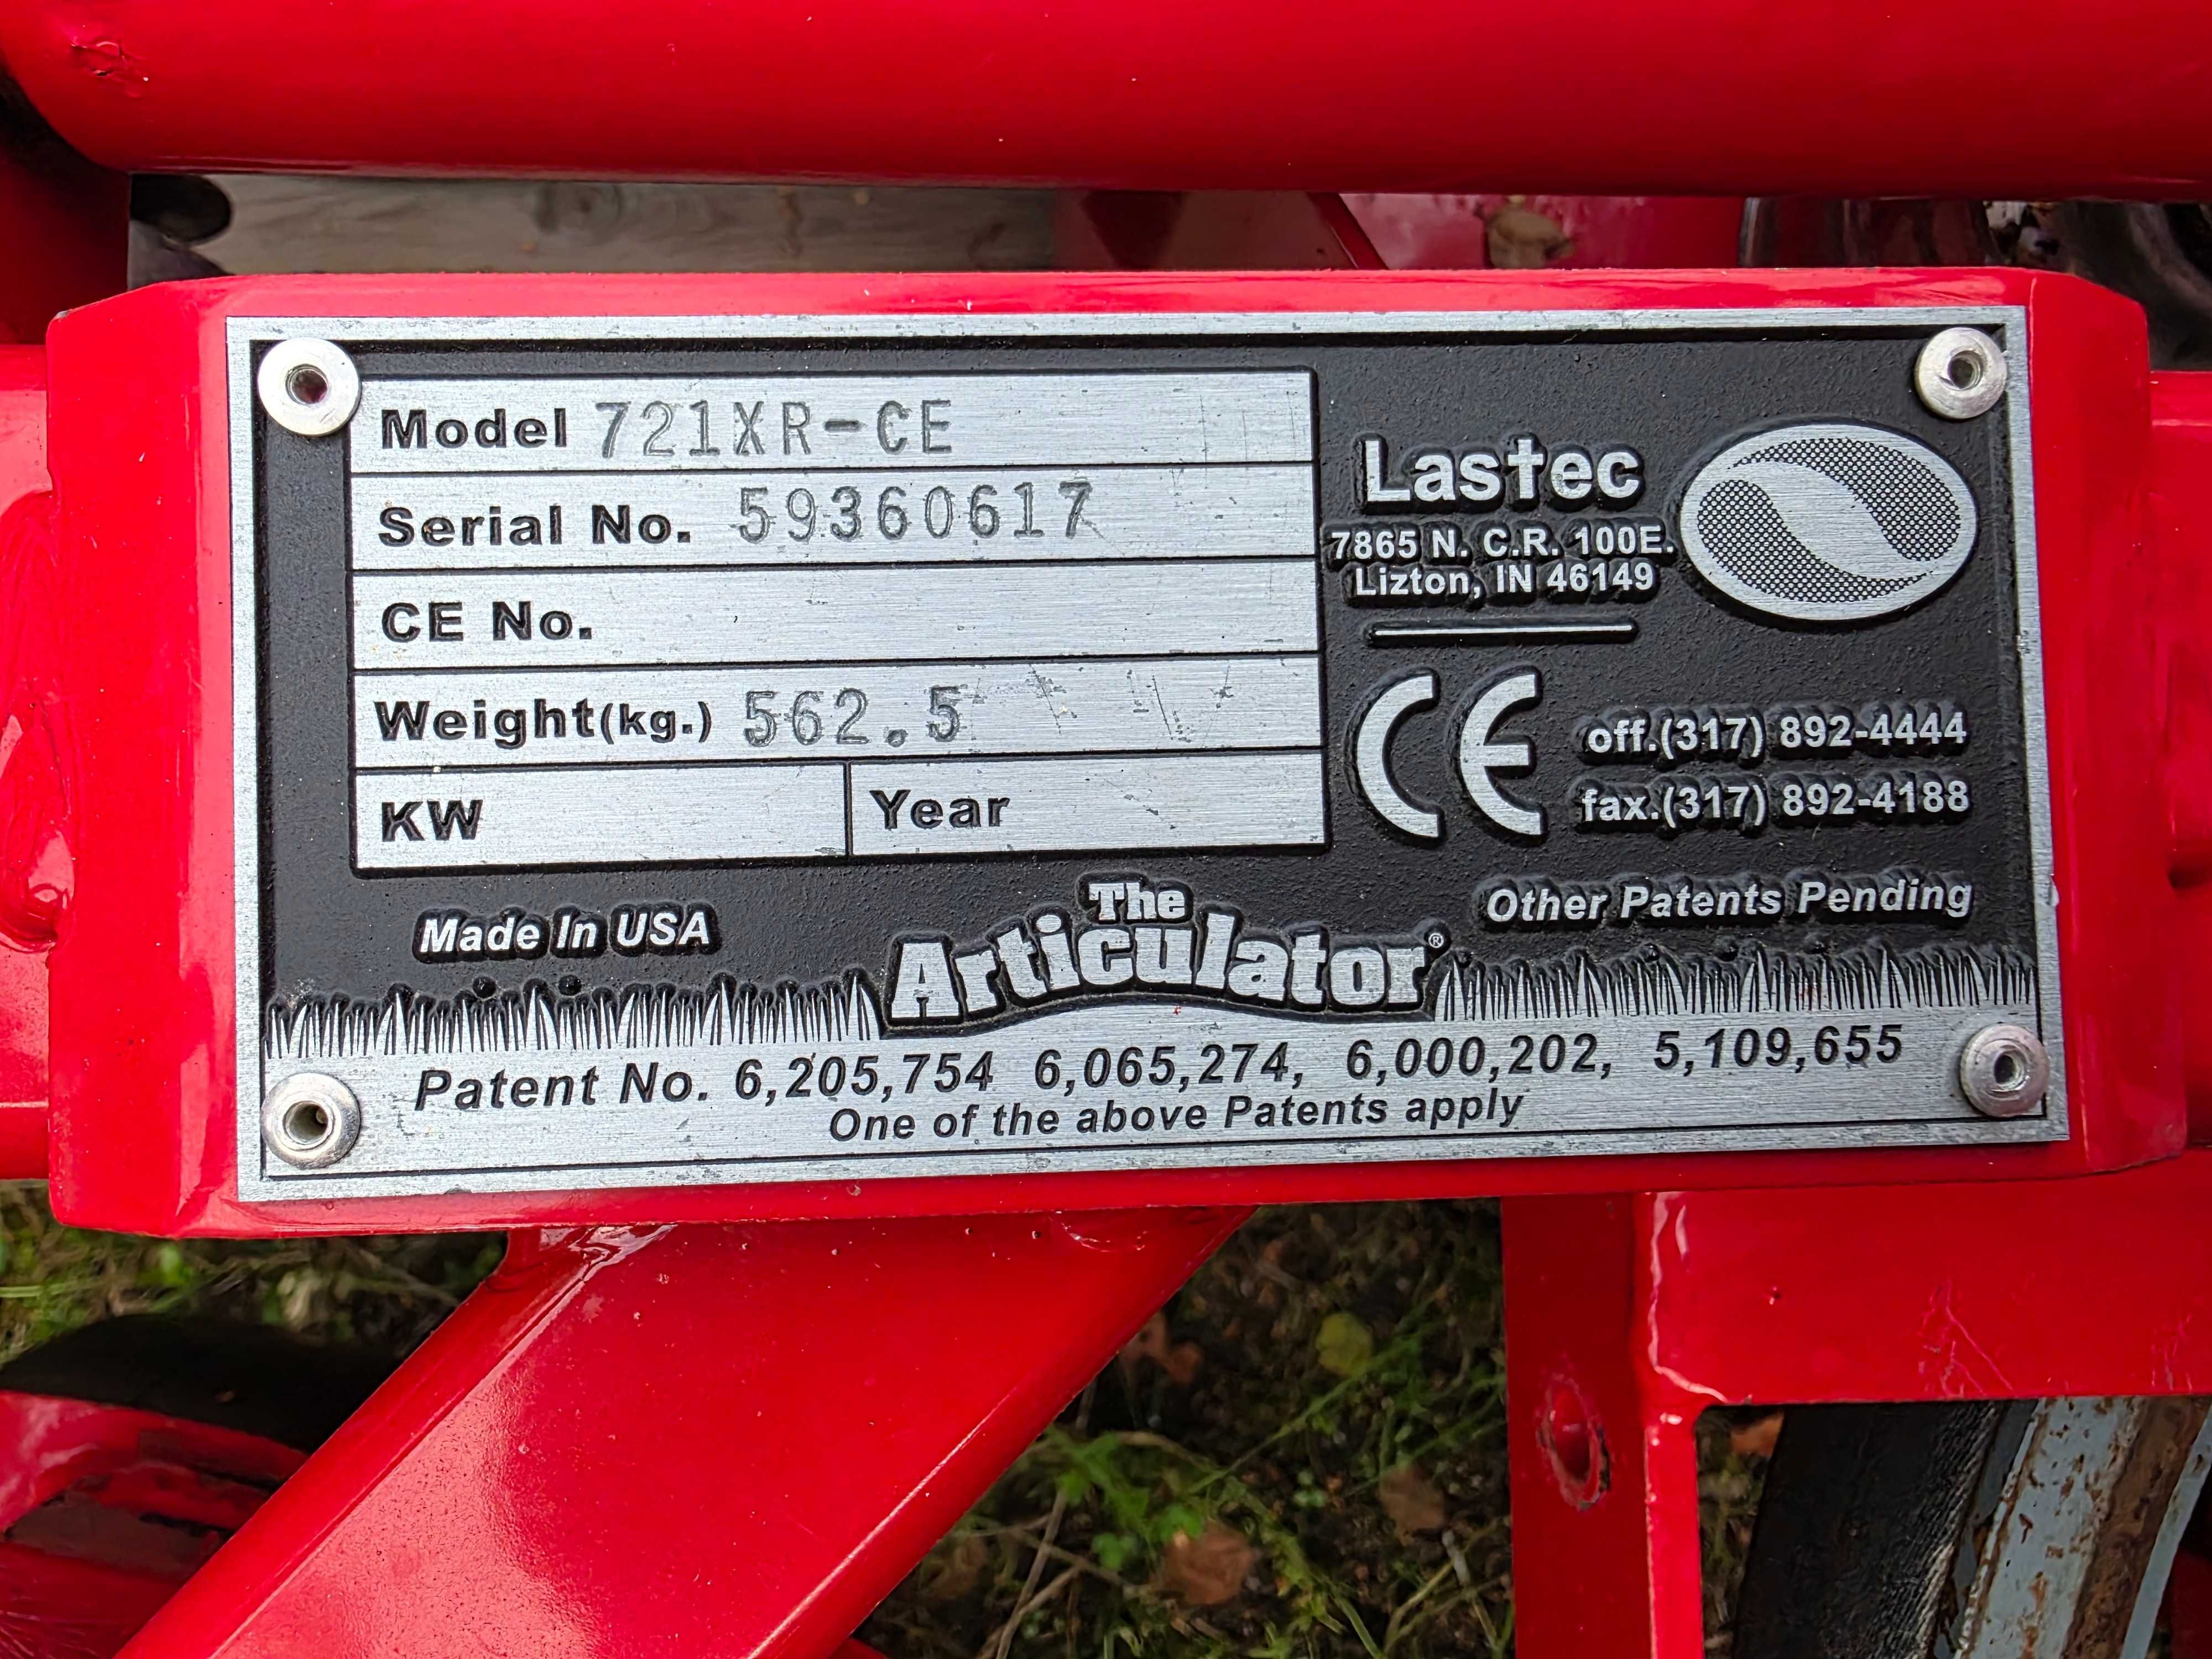 Model 721XR-CE
Serial No. 59360617
CE No.
Weight(kg.) 562.5
KW
Year
Lastec
7865 N. C.R. 100E.
Lizton, IN 46149
CE
off.(317) 892-4444
fax.(317) 892-4188
Made In USA
The
Articulator®
Other Patents Pending
Patent No. 6,205,754 6,065,274, 6,000,202, 5,109,655
One of the above Patents apply